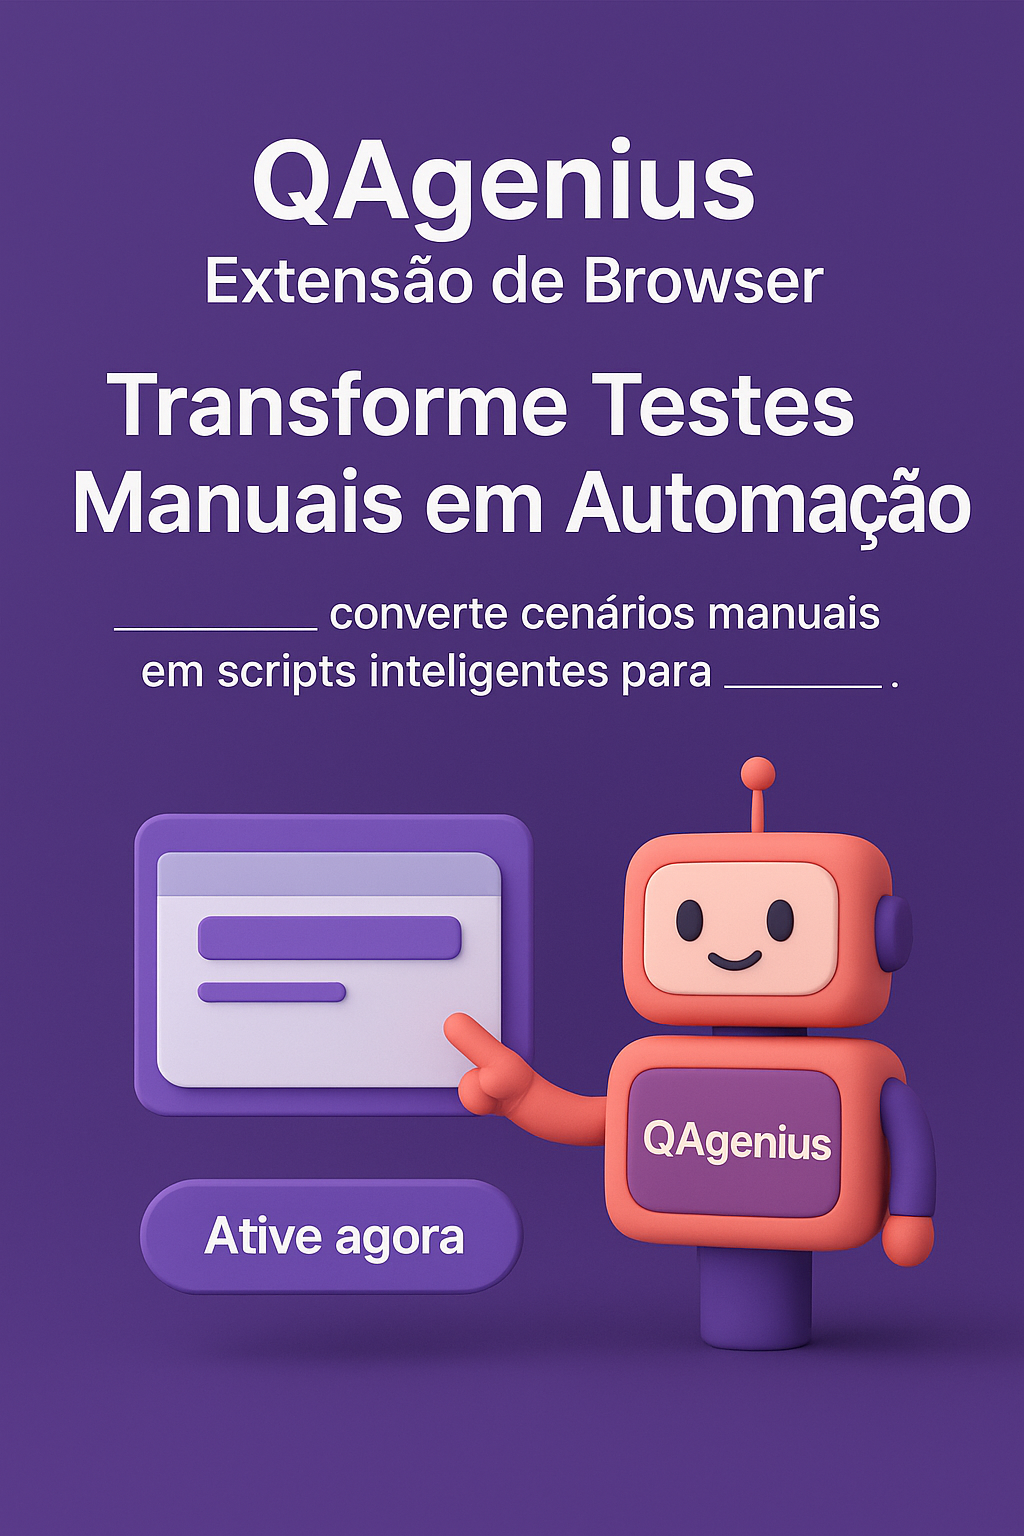 QAgenius
Extensão de Browser
Transforme Testes
Manuais em Automação
__________ converte cenários manuais
em scripts inteligentes para ________ .
QAgenius
Ative agora